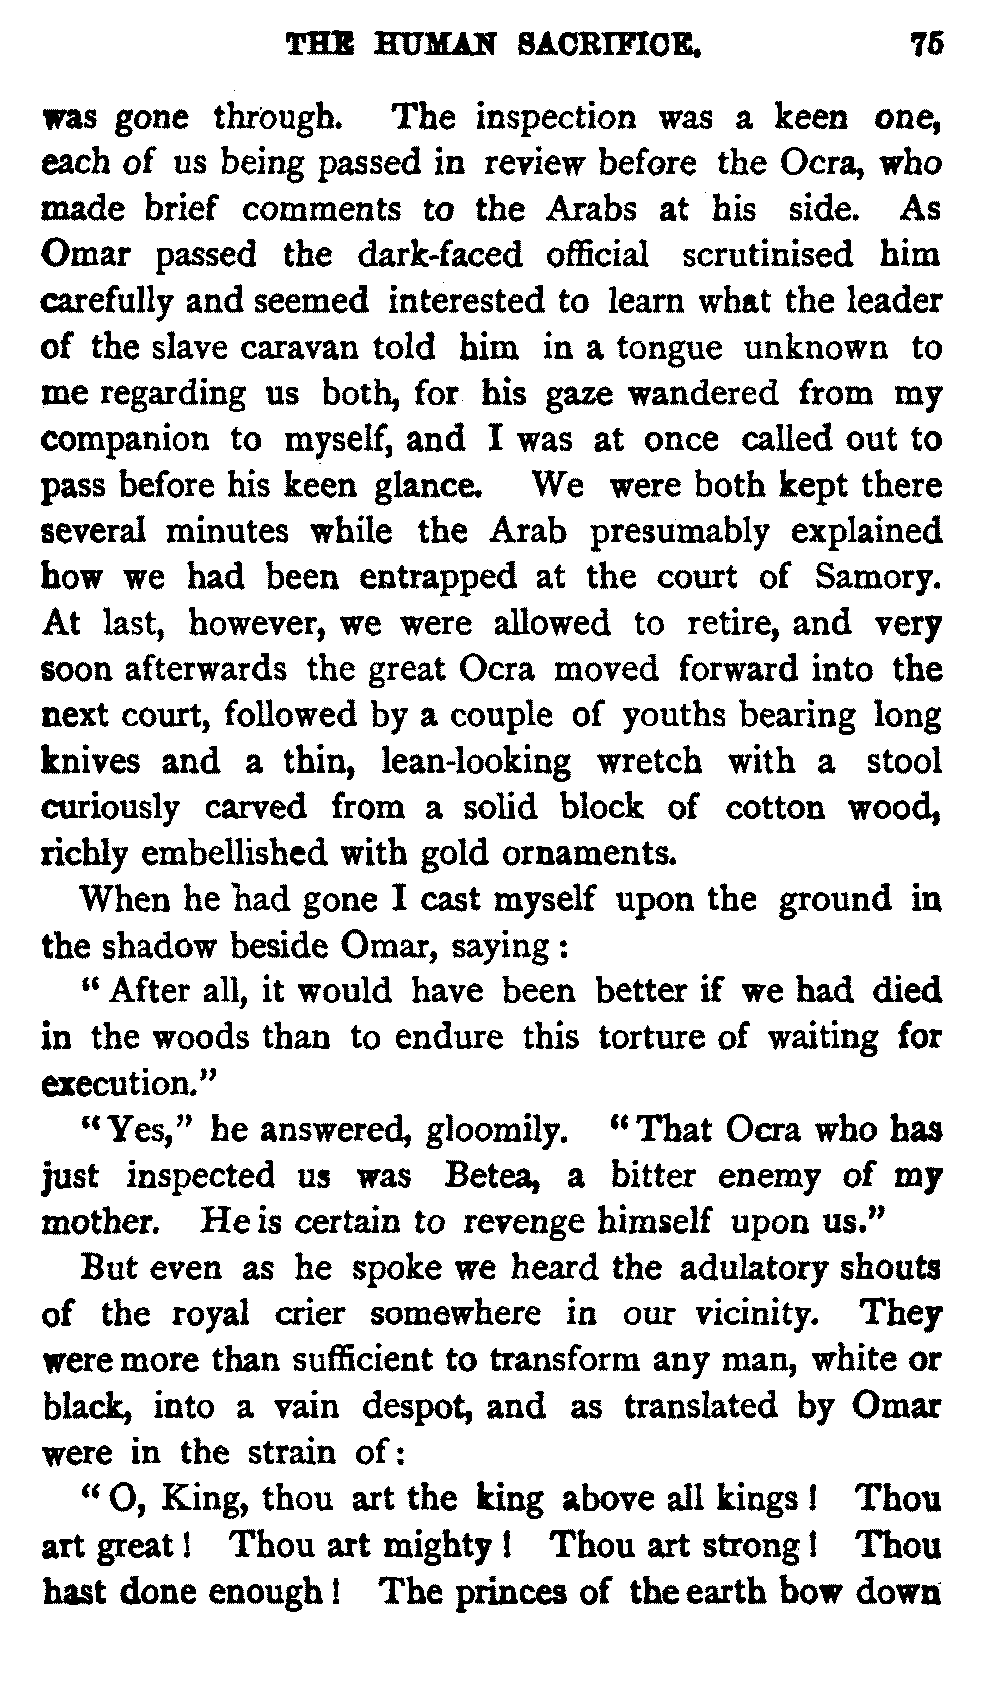 THE HUMAN SACRIFICE. 75
was gone through. The inspection was a keen one,
each of us being passed in review before the Ocra, who
made brief comments to the Arabs at his side. As
Omar passed the dark-faced official scrutinised him
carefully and seemed interested to learn what the leader
of the slave caravan told him in a tongue unknown to
me regarding us both, for his gaze wandered from my
companion to myself, and I was at once called out to
pass before his keen glance. We were both kept there
several minutes while the Arab presumably explained
how we had been entrapped at the court of Samory.
At last, however, we were allowed to retire, and very
soon afterwards the great Ocra moved forward into the
next court, followed by a couple of youths bearing long
knives and a thin, lean-looking wretch with a stool
curiously carved from a solid block of cotton wood,
richly embellished with gold ornaments.
When he had gone I cast myself upon the ground in
the shadow beside Omar, saying :
“ After all, it would have been better if we had died
in the woods than to endure this torture of waiting for
execution.”
“ Yes,” he answered, gloomily. “ That Ocra who has
just inspected us was Betea, a bitter enemy of my
mother. He is certain to revenge himself upon us.”
But even as he spoke we heard the adulatory shouts
of the royal crier somewhere in our vicinity. They
were more than sufficient to transform any man, white or
black, into a vain despot, and as translated by Omar
were in the strain of :
“ O, King, thou art the king above all kings ! Thou
art great ! Thou art mighty ! Thou art strong ! Thou
hast done enough ! The princes of the earth bow down